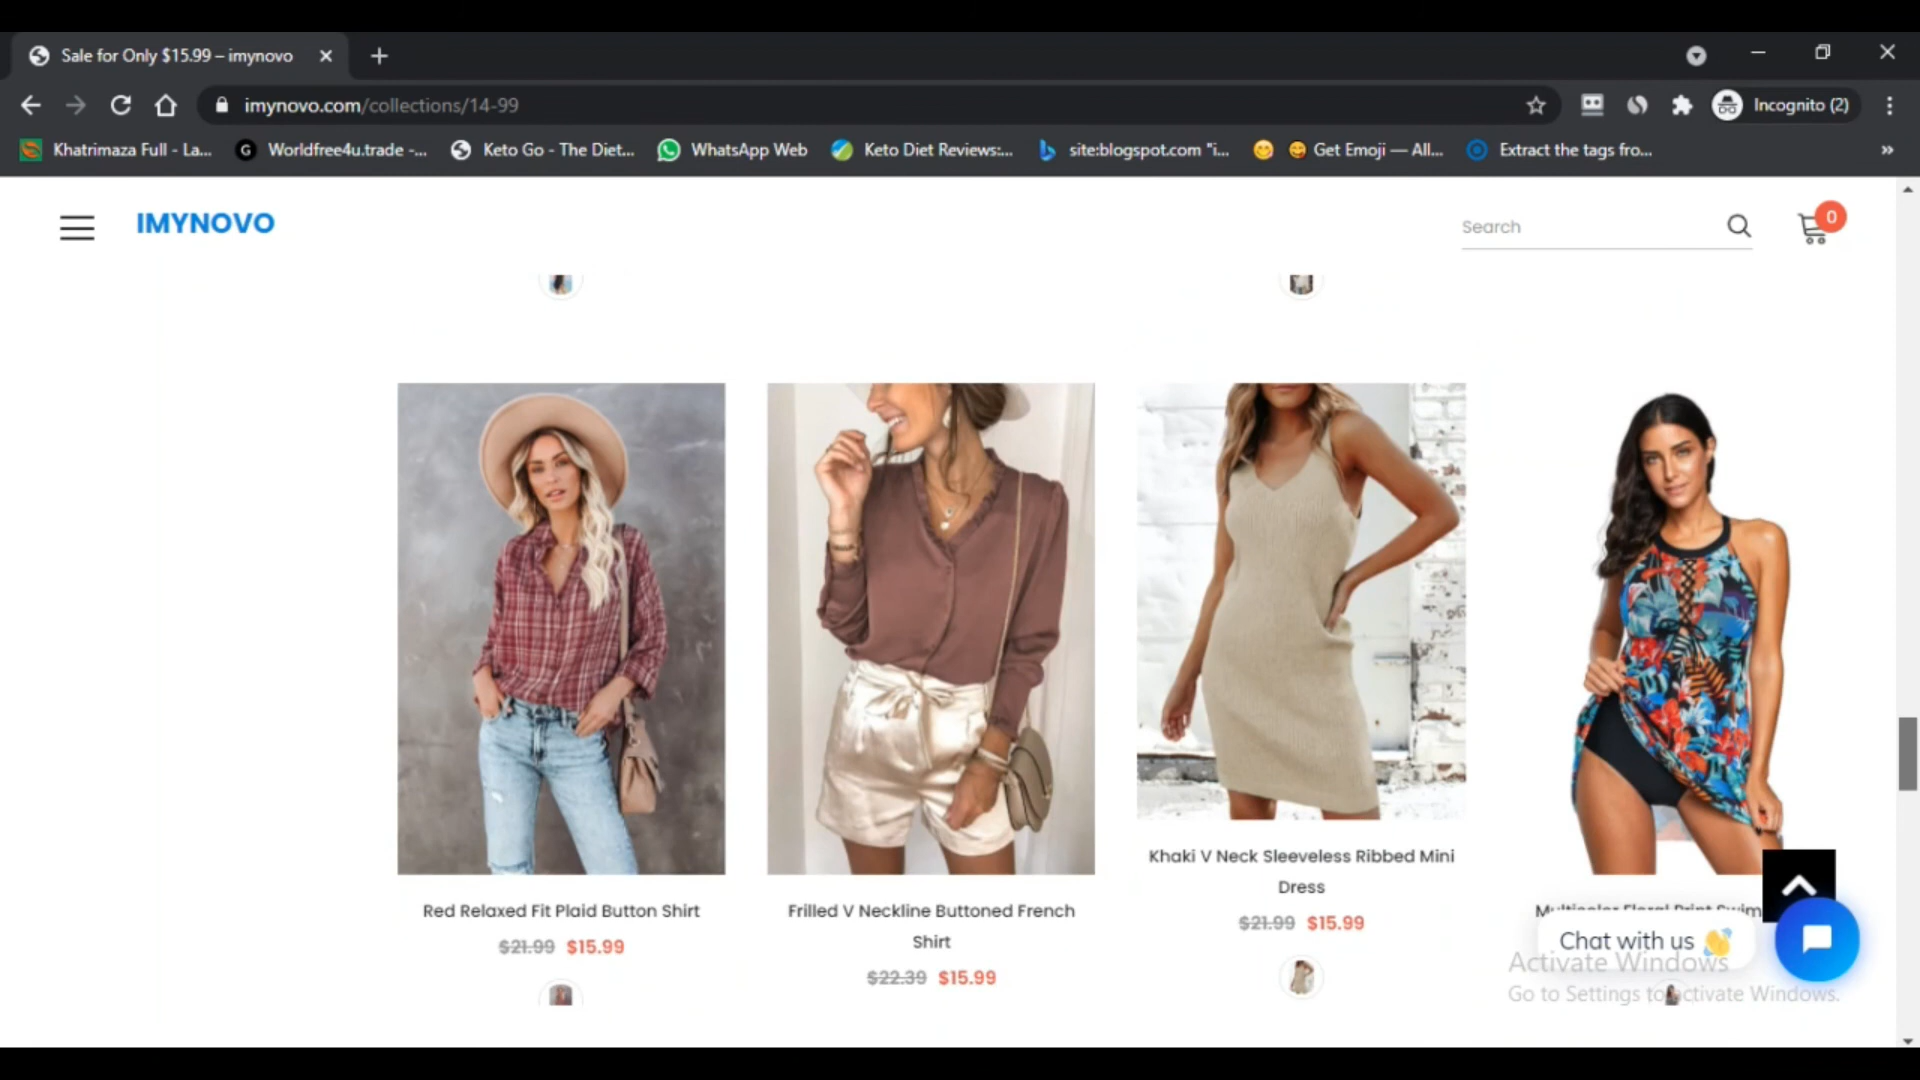 Sale for Only $15.99 – imynovo
imynovo.com/collections/14-99
Incognito (2)
Khatrimaza Full - La...
Worldfree4u.trade -...
Keto Go - The Diet...
WhatsApp Web
Keto Diet Reviews:...
site:blogspot.com "i...
Get Emoji — All...
Extract the tags fro...
IMYNOVO
Search
0
Red Relaxed Fit Plaid Button Shirt
$21.99 $15.99
Frilled V Neckline Buttoned French
Shirt
$22.39 $15.99
Khaki V Neck Sleeveless Ribbed Mini
Dress
$21.99 $15.99
Multicolor Floral Print Swim
Chat with us 👋
Activate Windows
Go to Settings to activate Windows.